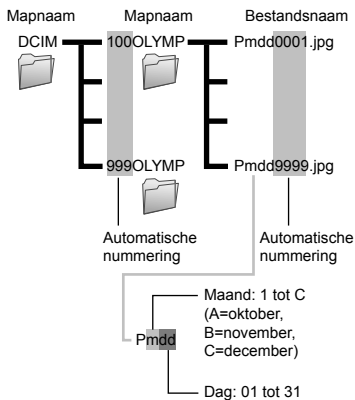 Mapnaam Mapnaam Bestandsnaam
DCIM 100OLYMP Pmdd0001.jpg
999OLYMP Pmdd9999.jpg
Automatische
nummering
Automatische
nummering
Maand: 1 tot C
(A=oktober,
B=november,
C=december)
Pmdd
Dag: 01 tot 31